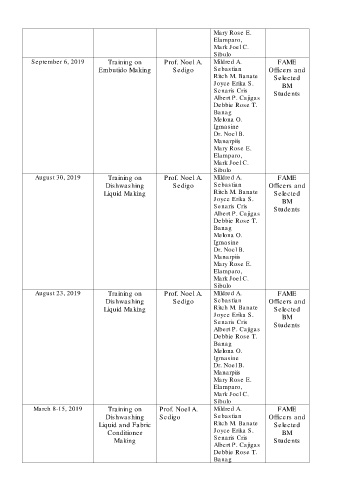 Mary Rose E.
Elamparo,
Mark Joel C.
Sibulo
September 6, 2019
Training on
Embutido Making
Prof. Noel A.
Sedigo
Mildred A.
Sebastian
Ritch M. Banate
Joyce Erika S.
Senaris Cris
Albert P. Cajigas
Debbie Rose T.
Banag
Melona O.
Igmasine
Dr. Noel B.
Manarpiis
Mary Rose E.
Elamparo,
Mark Joel C.
Sibulo
FAME
Officers and
Selected
BM
Students
August 30, 2019
Training on
Dishwashing
Liquid Making
Prof. Noel A.
Sedigo
Mildred A.
Sebastian
Ritch M. Banate
Joyce Erika S.
Senaris Cris
Albert P. Cajigas
Debbie Rose T.
Banag
Melona O.
Igmasine
Dr. Noel B.
Manarpiis
Mary Rose E.
Elamparo,
Mark Joel C.
Sibulo
FAME
Officers and
Selected
BM
Students
August 23, 2019
Training on
Dishwashing
Liquid Making
Prof. Noel A.
Sedigo
Mildred A.
Sebastian
Ritch M. Banate
Joyce Erika S.
Senaris Cris
Albert P. Cajigas
Debbie Rose T.
Banag
Melona O.
Igmasine
Dr. Noel B.
Manarpiis
Mary Rose E.
Elamparo,
Mark Joel C.
Sibulo
FAME
Officers and
Selected
BM
Students
March 8-15, 2019
Training on
Dishwashing
Liquid and Fabric
Conditioner
Making
Prof. Noel A.
Sedigo
Mildred A.
Sebastian
Ritch M. Banate
Joyce Erika S.
Senaris Cris
Albert P. Cajigas
Debbie Rose T.
Banag
FAME
Officers and
Selected
BM
Students